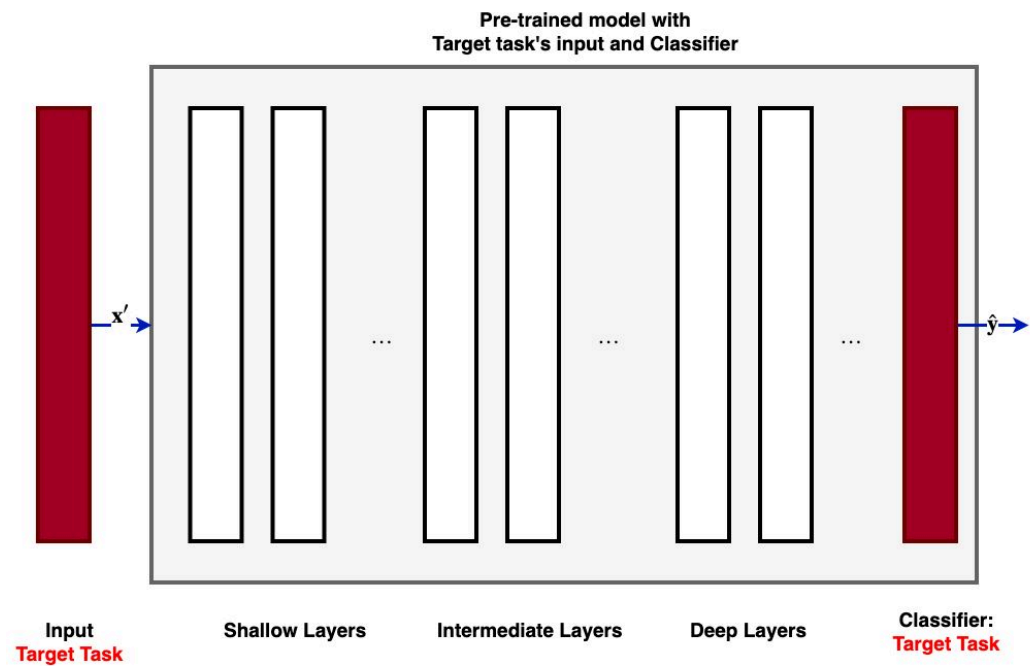 Pre-trained model with
Target task's input and Classifier
x′
...
...
...
ŷ
Input
Target Task
Shallow Layers
Intermediate Layers
Deep Layers
Classifier:
Target Task